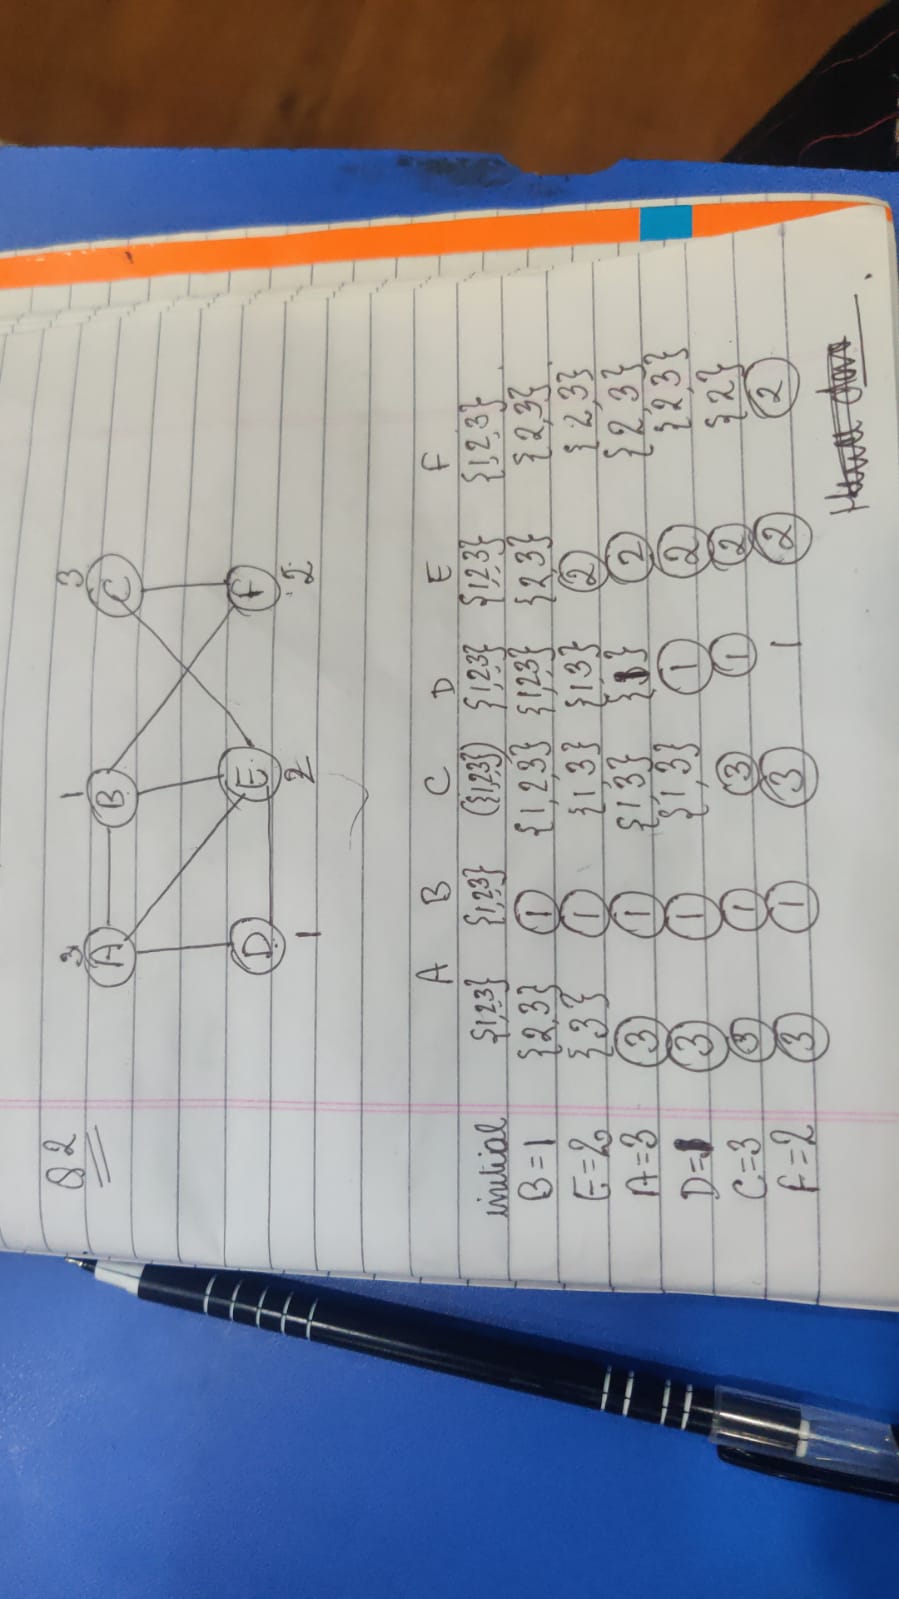 Q2
3 1 3
A B C
D E F
1 2 2
A B C D E F
initial {1,2,3} {1,2,3} ({1,2,3}) {1,2,3} {1,2,3} {1,2,3}
B=1 {2,3} 1 {1,2,3} {1,2,3} {2,3} {2,3}
E=2 {3} 1 {1,3} {1,3} 2 {2,3}
A=3 3 1 {1,3} {1} 2 {2,3}
D=1 3 1 {1,3} 1 2 {2,3}
C=3 3 1 3 1 2 {2}
F=2 3 1 3 1 2 2